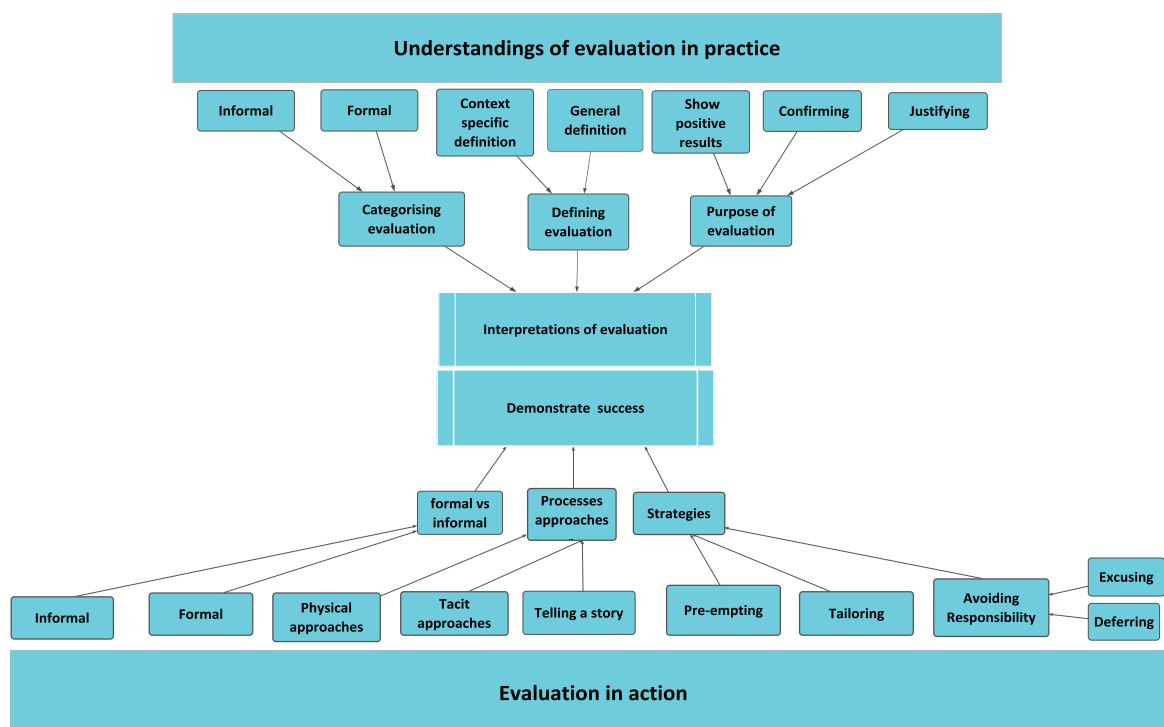 Understandings of evaluation in practice
Informal
Formal
Context
specific
definition
General
definition
Show
positive
results
Confirming
Justifying
Categorising
evaluation
Defining
evaluation
Purpose of
evaluation
Interpretations of evaluation
Demonstrate success
formal vs
informal
Processes
approaches
Strategies
Informal
Formal
Physical
approaches
Tacit
approaches
Telling a story
Pre-empting
Tailoring
Avoiding
Responsibility
Excusing
Deferring
Evaluation in action